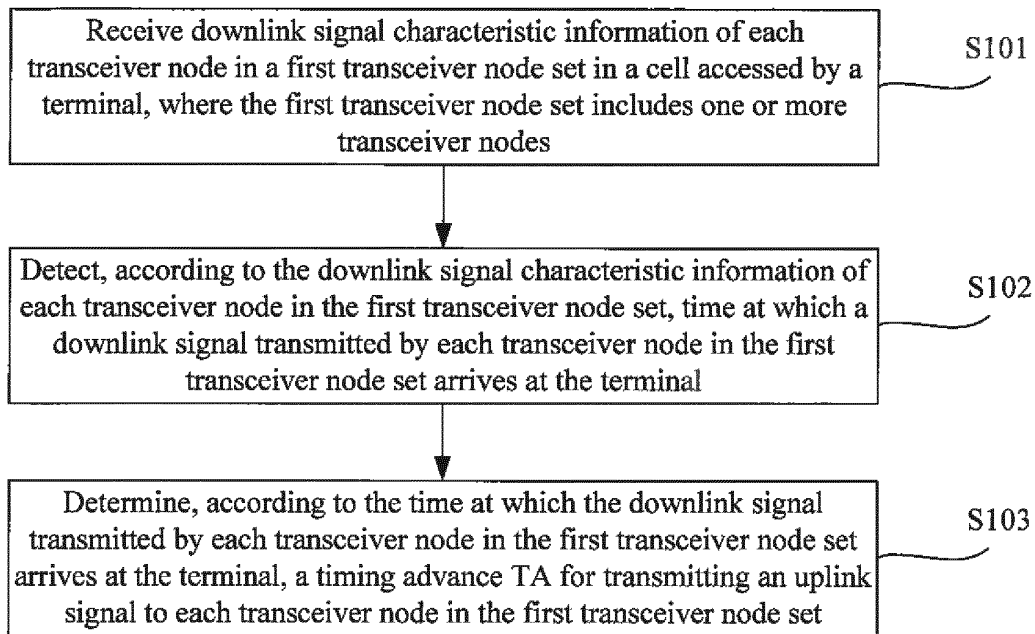 Receive downlink signal characteristic information of each
transceiver node in a first transceiver node set in a cell accessed by a
terminal, where the first transceiver node set includes one or more
transceiver nodes
S101
Detect, according to the downlink signal characteristic information of
each transceiver node in the first transceiver node set, time at which a
downlink signal transmitted by each transceiver node in the first
transceiver node set arrives at the terminal
S102
Determine, according to the time at which the downlink signal
transmitted by each transceiver node in the first transceiver node set
arrives at the terminal, a timing advance TA for transmitting an uplink
signal to each transceiver node in the first transceiver node set
S103